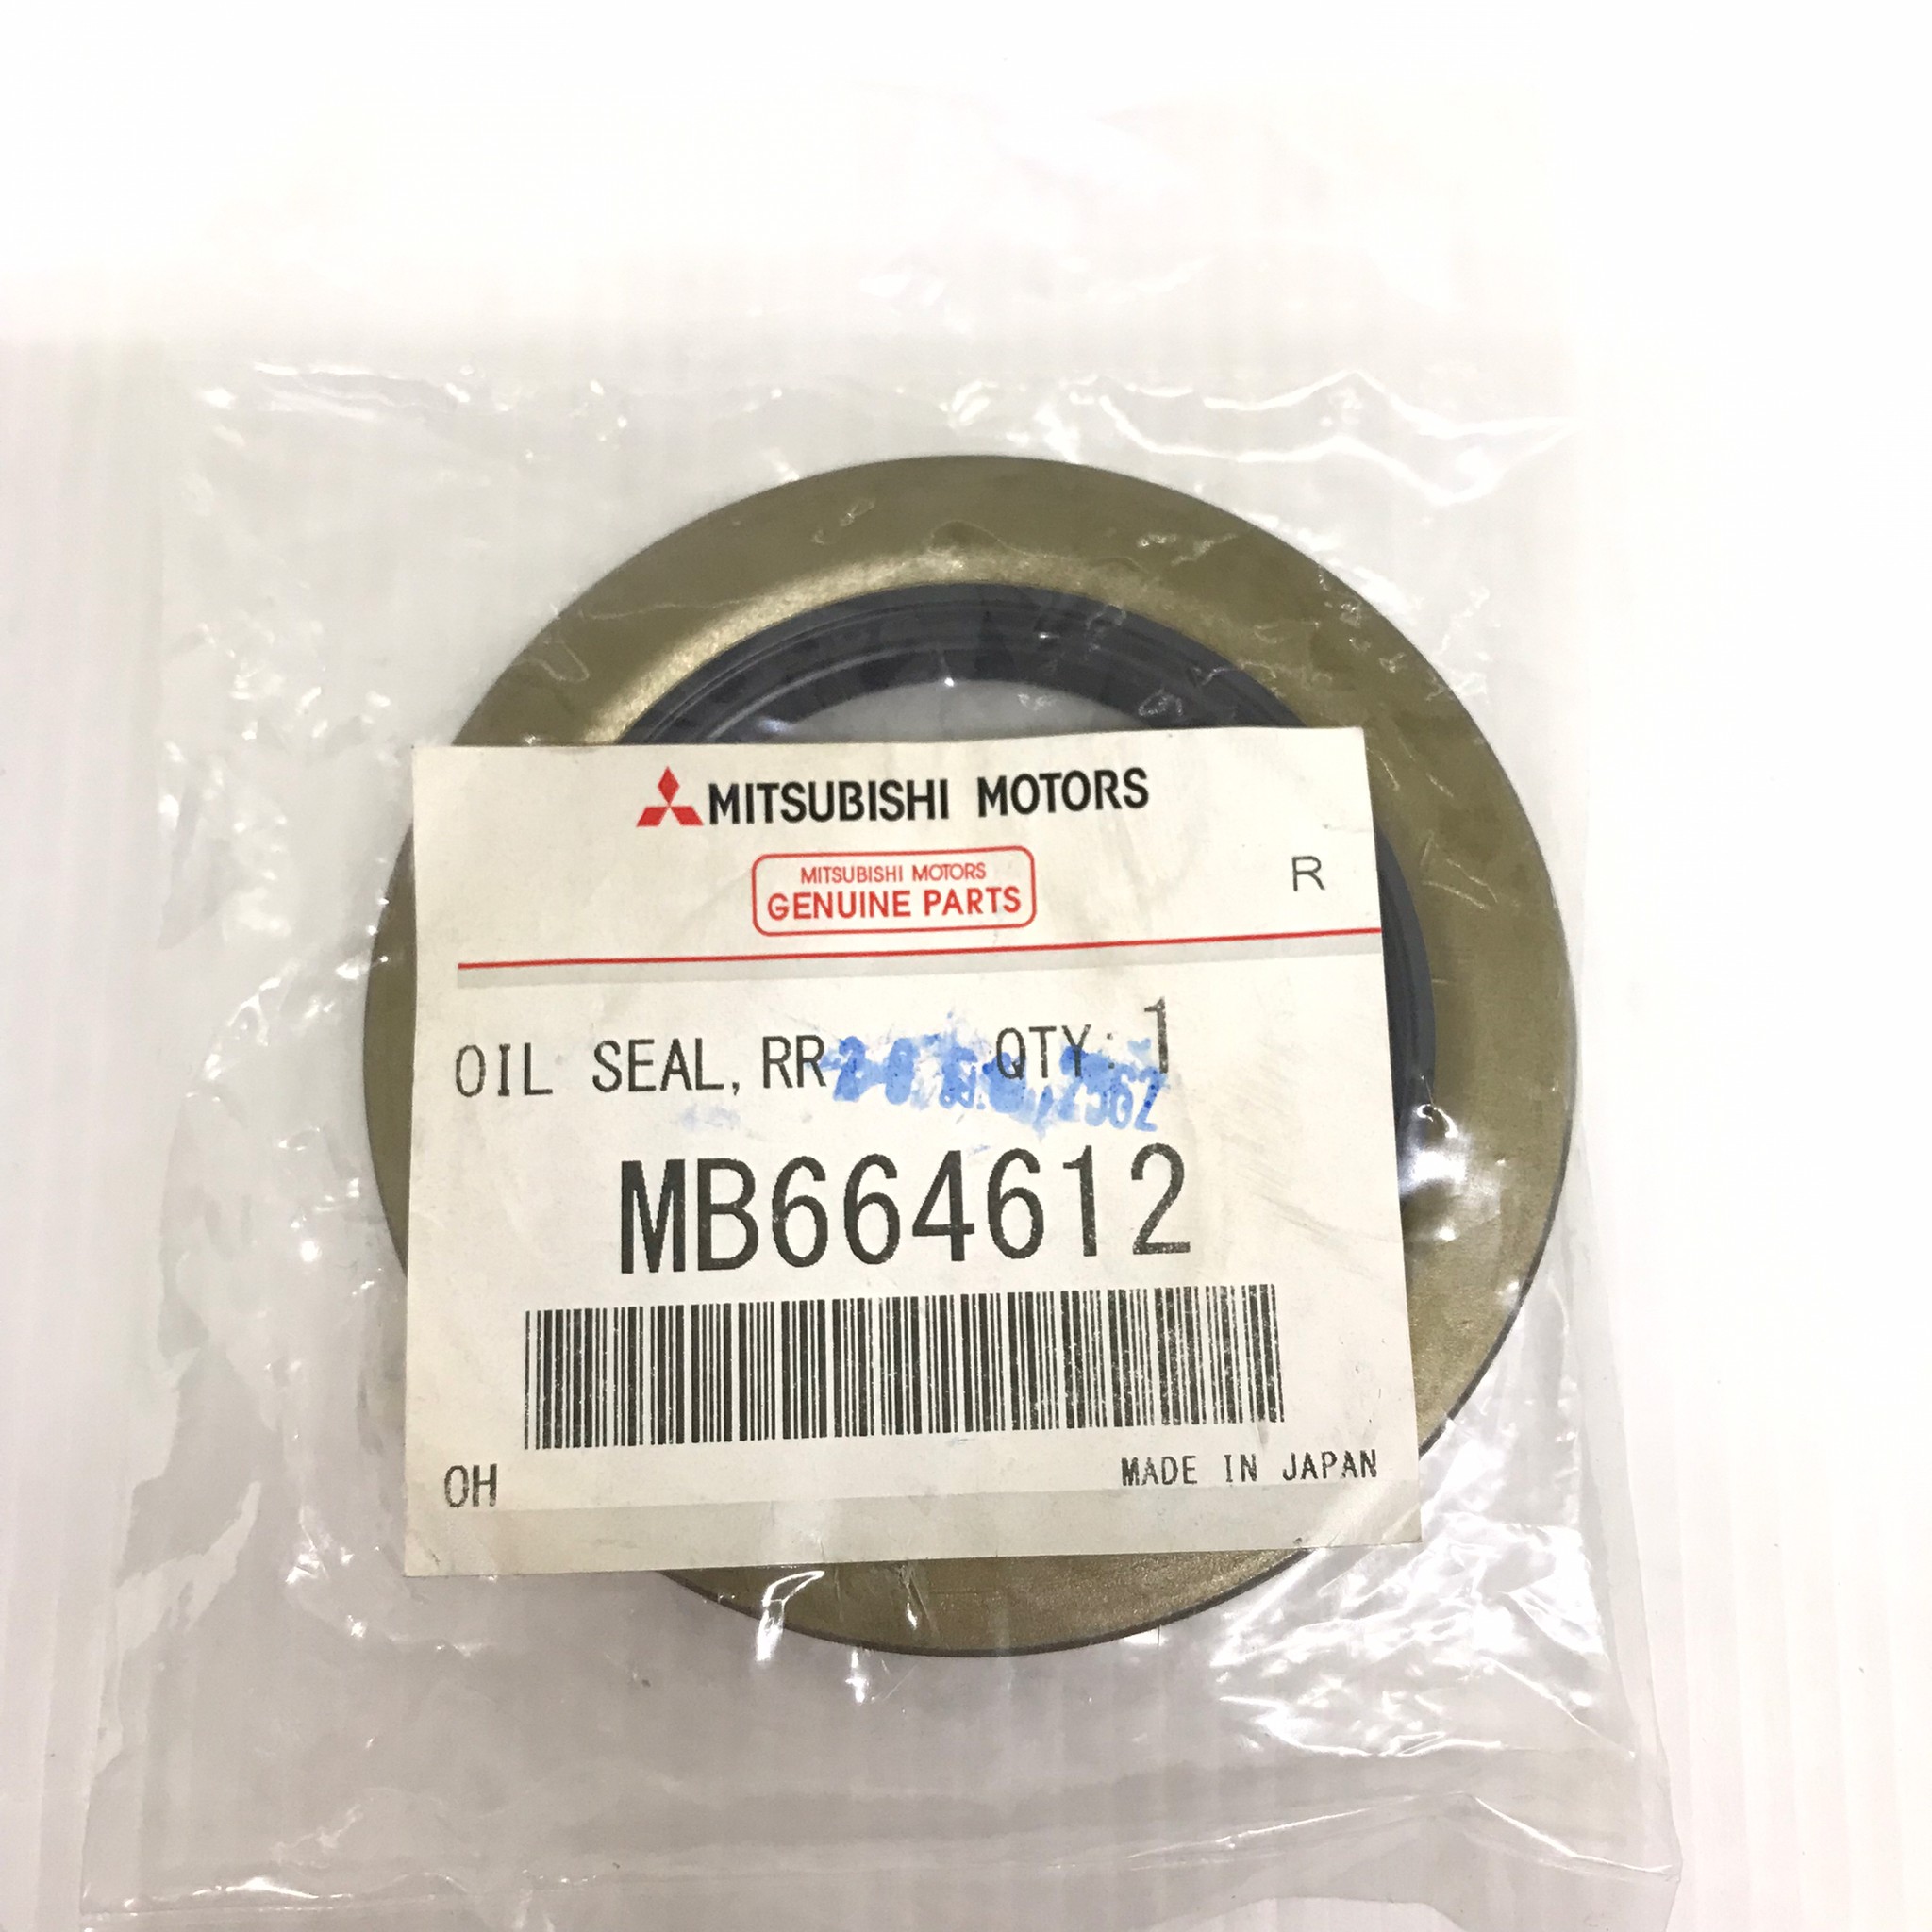 MITSUBISHI MOTORS
MITSUBISHI MOTORS
GENUINE PARTS
R
OIL SEAL, RR QTY: 1
MB664612
OH
MADE IN JAPAN